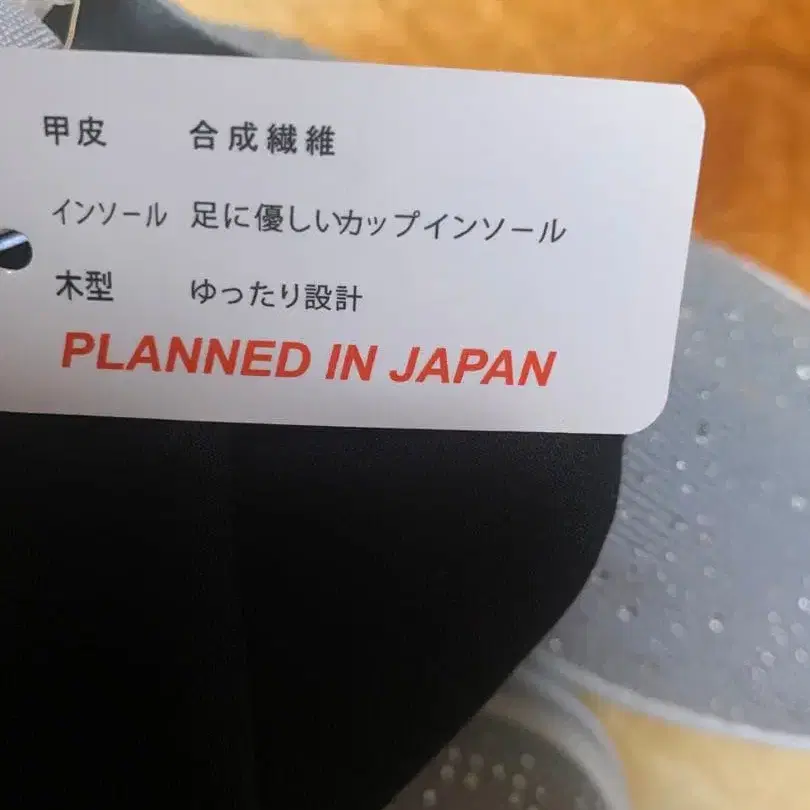 甲皮 合成繊維
インソール 足に優しいカップインソール
木型 ゆったり設計
PLANNED IN JAPAN